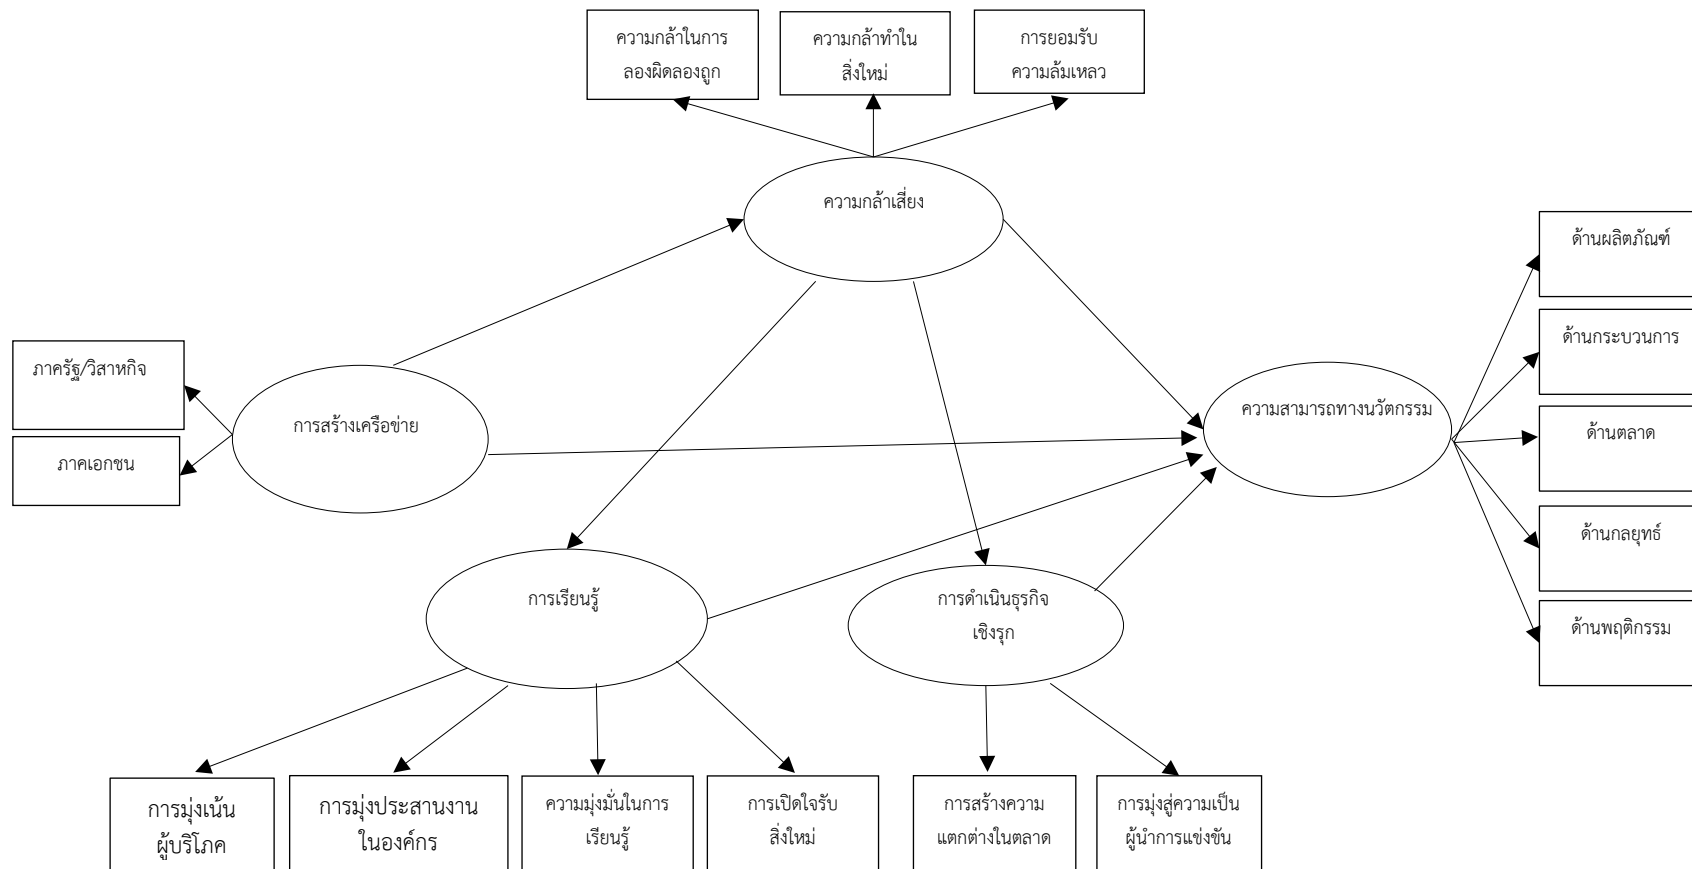 ความกล้าในการ
ลองผิดลองถูก
ความกล้าทำใน
สิ่งใหม่
การยอมรับ
ความล้มเหลว
ความกล้าเสี่ยง
ด้านผลิตภัณฑ์
ด้านกระบวนการ
ภาครัฐ/วิสาหกิจ
ความสามารถทางนวัตกรรม
การสร้างเครือข่าย
ด้านตลาด
ภาคเอกชน
ด้านกลยุทธ์
การเรียนรู้
การดำเนินธุรกิจ
เชิงรุก
ด้านพฤติกรรม
การมุ่งเน้น
ผู้บริโภค
การมุ่งประสานงาน
ในองค์กร
ความมุ่งมั่นในการ
เรียนรู้
การเปิดใจรับ
สิ่งใหม่
การสร้างความ
แตกต่างในตลาด
การมุ่งสู่ความเป็น
ผู้นำการแข่งขัน